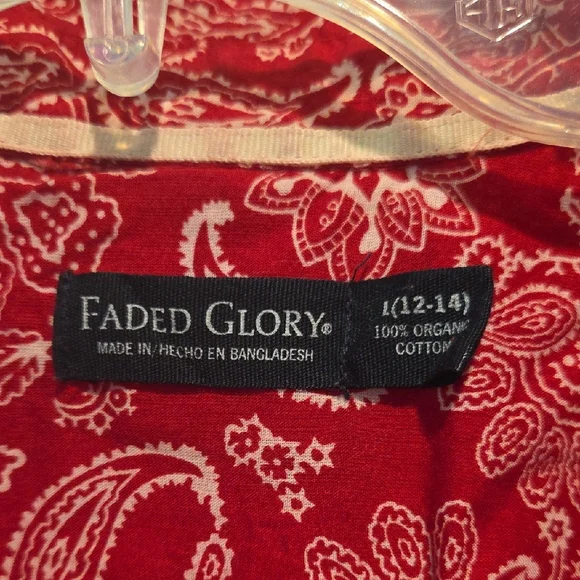 FADED GLORY®
MADE IN/HECHO EN BANGLADESH
(12-14)
100% ORGANIC
COTTON